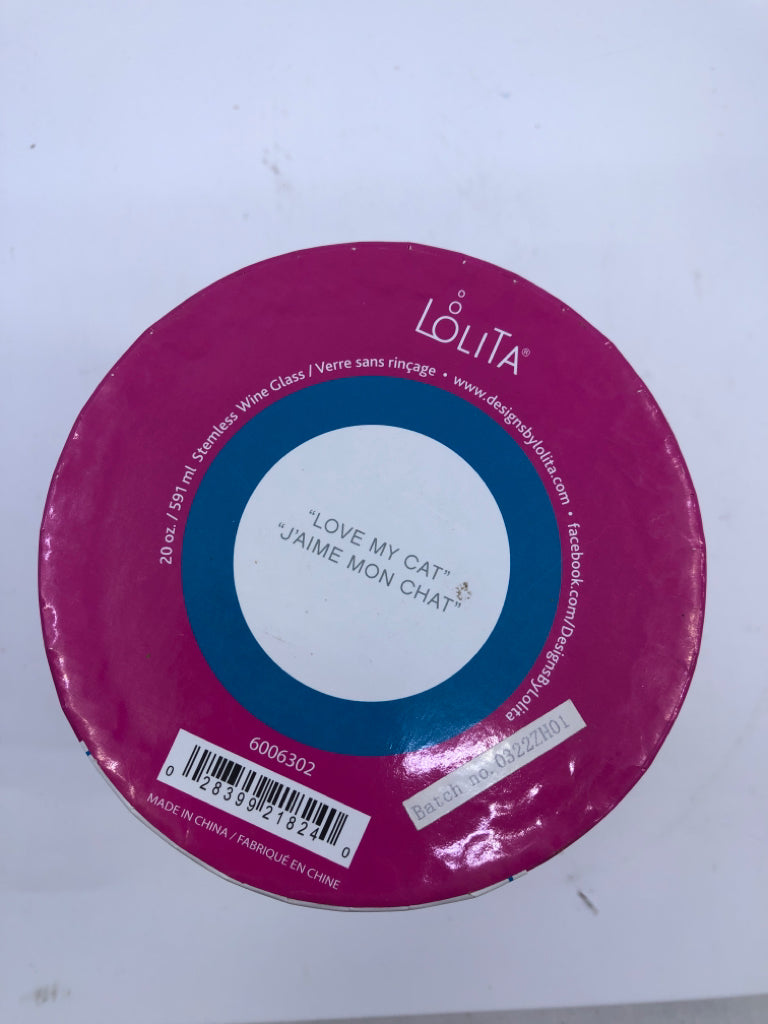 LOLITA®
20 oz. / 591 ml Stemless Wine Glass / Verre sans rinçage • www.designsbylolita.com • facebook.com/DesignsByLolita
“LOVE MY CAT”
“J'AIME MON CHAT”
Batch no. 0322ZH01
6006302
0 28399 21824 0
MADE IN CHINA / FABRIQUÉ EN CHINE